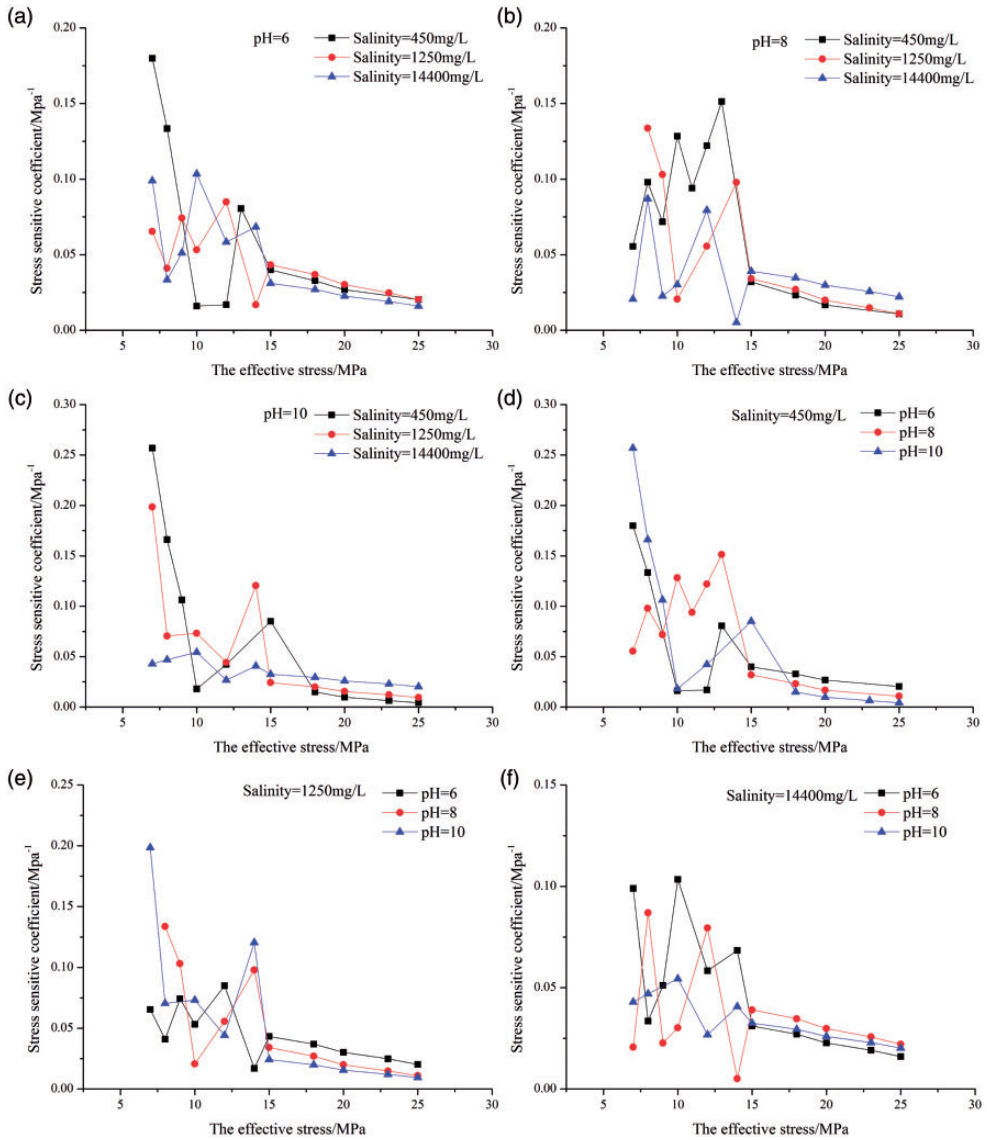 (a)
pH=6
Salinity=450mg/L
Salinity=1250mg/L
Salinity=14400mg/L
0.20
0.15
0.10
0.05
0.00
Stress sensitive coefficient/Mpa⁻¹
5 10 15 20 25 30
The effective stress/MPa
(b)
pH=8
Salinity=450mg/L
Salinity=1250mg/L
Salinity=14400mg/L
0.20
0.15
0.10
0.05
0.00
Stress sensitive coefficient/Mpa⁻¹
5 10 15 20 25 30
The effective stress/MPa
(c)
pH=10
Salinity=450mg/L
Salinity=1250mg/L
Salinity=14400mg/L
0.30
0.25
0.20
0.15
0.10
0.05
0.00
Stress sensitive coefficient/Mpa⁻¹
5 10 15 20 25 30
The effective stress/MPa
(d)
Salinity=450mg/L
pH=6
pH=8
pH=10
0.30
0.25
0.20
0.15
0.10
0.05
0.00
Stress sensitive coefficient/Mpa⁻¹
5 10 15 20 25 30
The effective stress/MPa
(e)
Salinity=1250mg/L
pH=6
pH=8
pH=10
0.25
0.20
0.15
0.10
0.05
0.00
Stress sensitive coefficient/Mpa⁻¹
5 10 15 20 25 30
The effective stress/MPa
(f)
Salinity=14400mg/L
pH=6
pH=8
pH=10
0.15
0.10
0.05
0.00
Stress sensitive coefficient/Mpa⁻¹
5 10 15 20 25 30
The effective stress/MPa